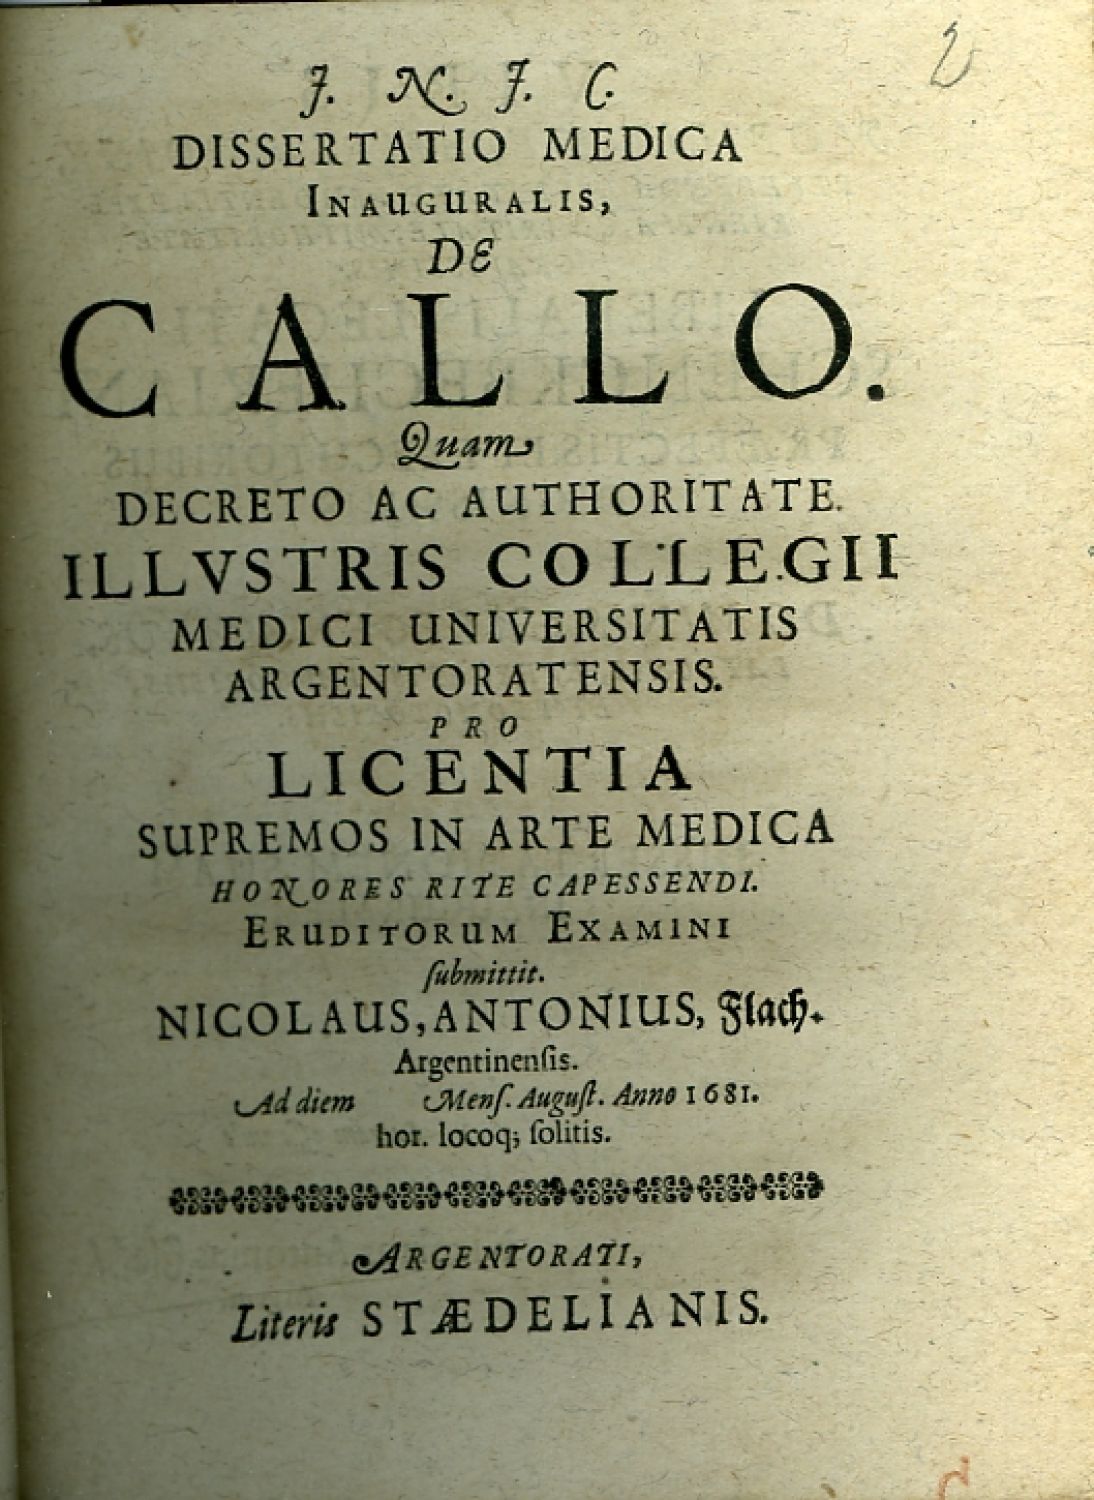 J. N. J. C.
DISSERTATIO MEDICA
INAUGURALIS,
DE
CALLO.
Quam
DECRETO AC AUTHORITATE.
ILLVSTRIS COLLEGII
MEDICI UNIVERSITATIS
ARGENTORATENSIS.
PRO
LICENTIA
SUPREMOS IN ARTE MEDICA
HONORES RITE CAPESSENDI.
ERUDITORUM EXAMINI
ſubmittit.
NICOLAUS, ANTONIUS, Flach.
Argentinenſis.
Ad diem Menſ. Auguſt. Anno 1681.
hor. locoq; ſolitis.
ARGENTORATI,
Literis STÆDELIANIS.